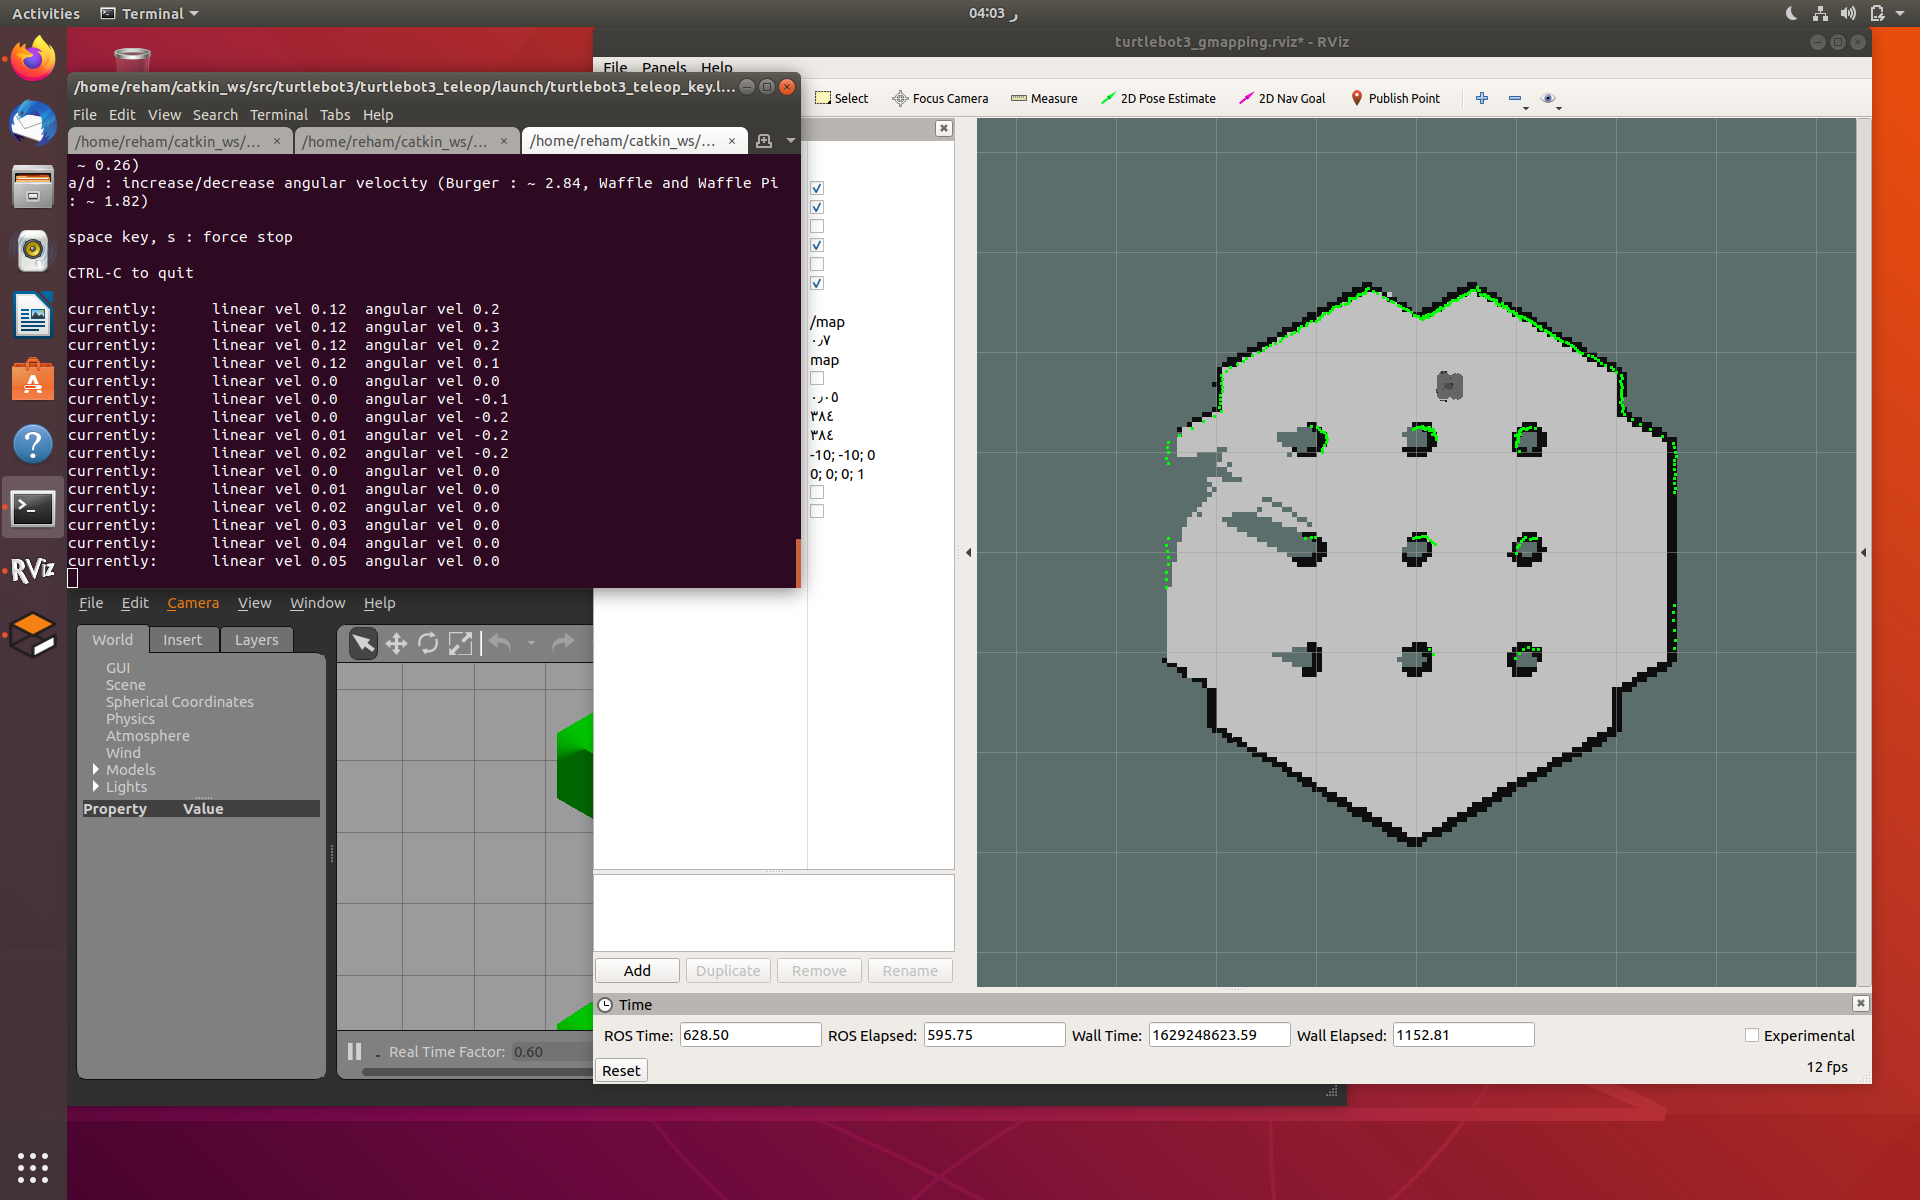 Activities
Terminal
04:03 ر
turtlebot3_gmapping.rviz* - RViz
File Panels Help
/home/reham/catkin_ws/src/turtlebot3/turtlebot3_teleop/launch/turtlebot3_teleop_key.l...
Select
Focus Camera
Measure
2D Pose Estimate
2D Nav Goal
Publish Point
File Edit View Search Terminal Tabs Help
/home/reham/catkin_ws/...
/home/reham/catkin_ws/...
/home/reham/catkin_ws/...
~ 0.26)
a/d : increase/decrease angular velocity (Burger : ~ 2.84, Waffle and Waffle Pi
: ~ 1.82)
space key, s : force stop
CTRL-C to quit
currently: linear vel 0.12 angular vel 0.2
currently: linear vel 0.12 angular vel 0.3
currently: linear vel 0.12 angular vel 0.2
currently: linear vel 0.12 angular vel 0.1
currently: linear vel 0.0 angular vel 0.0
currently: linear vel 0.0 angular vel -0.1
currently: linear vel 0.0 angular vel -0.2
currently: linear vel 0.01 angular vel -0.2
currently: linear vel 0.02 angular vel -0.2
currently: linear vel 0.0 angular vel 0.0
currently: linear vel 0.01 angular vel 0.0
currently: linear vel 0.02 angular vel 0.0
currently: linear vel 0.03 angular vel 0.0
currently: linear vel 0.04 angular vel 0.0
currently: linear vel 0.05 angular vel 0.0
/map
٠٫٧
map
٠٫٠٥
٣٨٤
٣٨٤
-10; -10; 0
0; 0; 0; 1
RViz
File Edit Camera View Window Help
World Insert Layers
GUI
Scene
Spherical Coordinates
Physics
Atmosphere
Wind
Models
Lights
Property Value
Real Time Factor: 0.60
Add Duplicate Remove Rename
Time
ROS Time: 628.50 ROS Elapsed: 595.75 Wall Time: 1629248623.59 Wall Elapsed: 1152.81 Experimental
Reset
12 fps